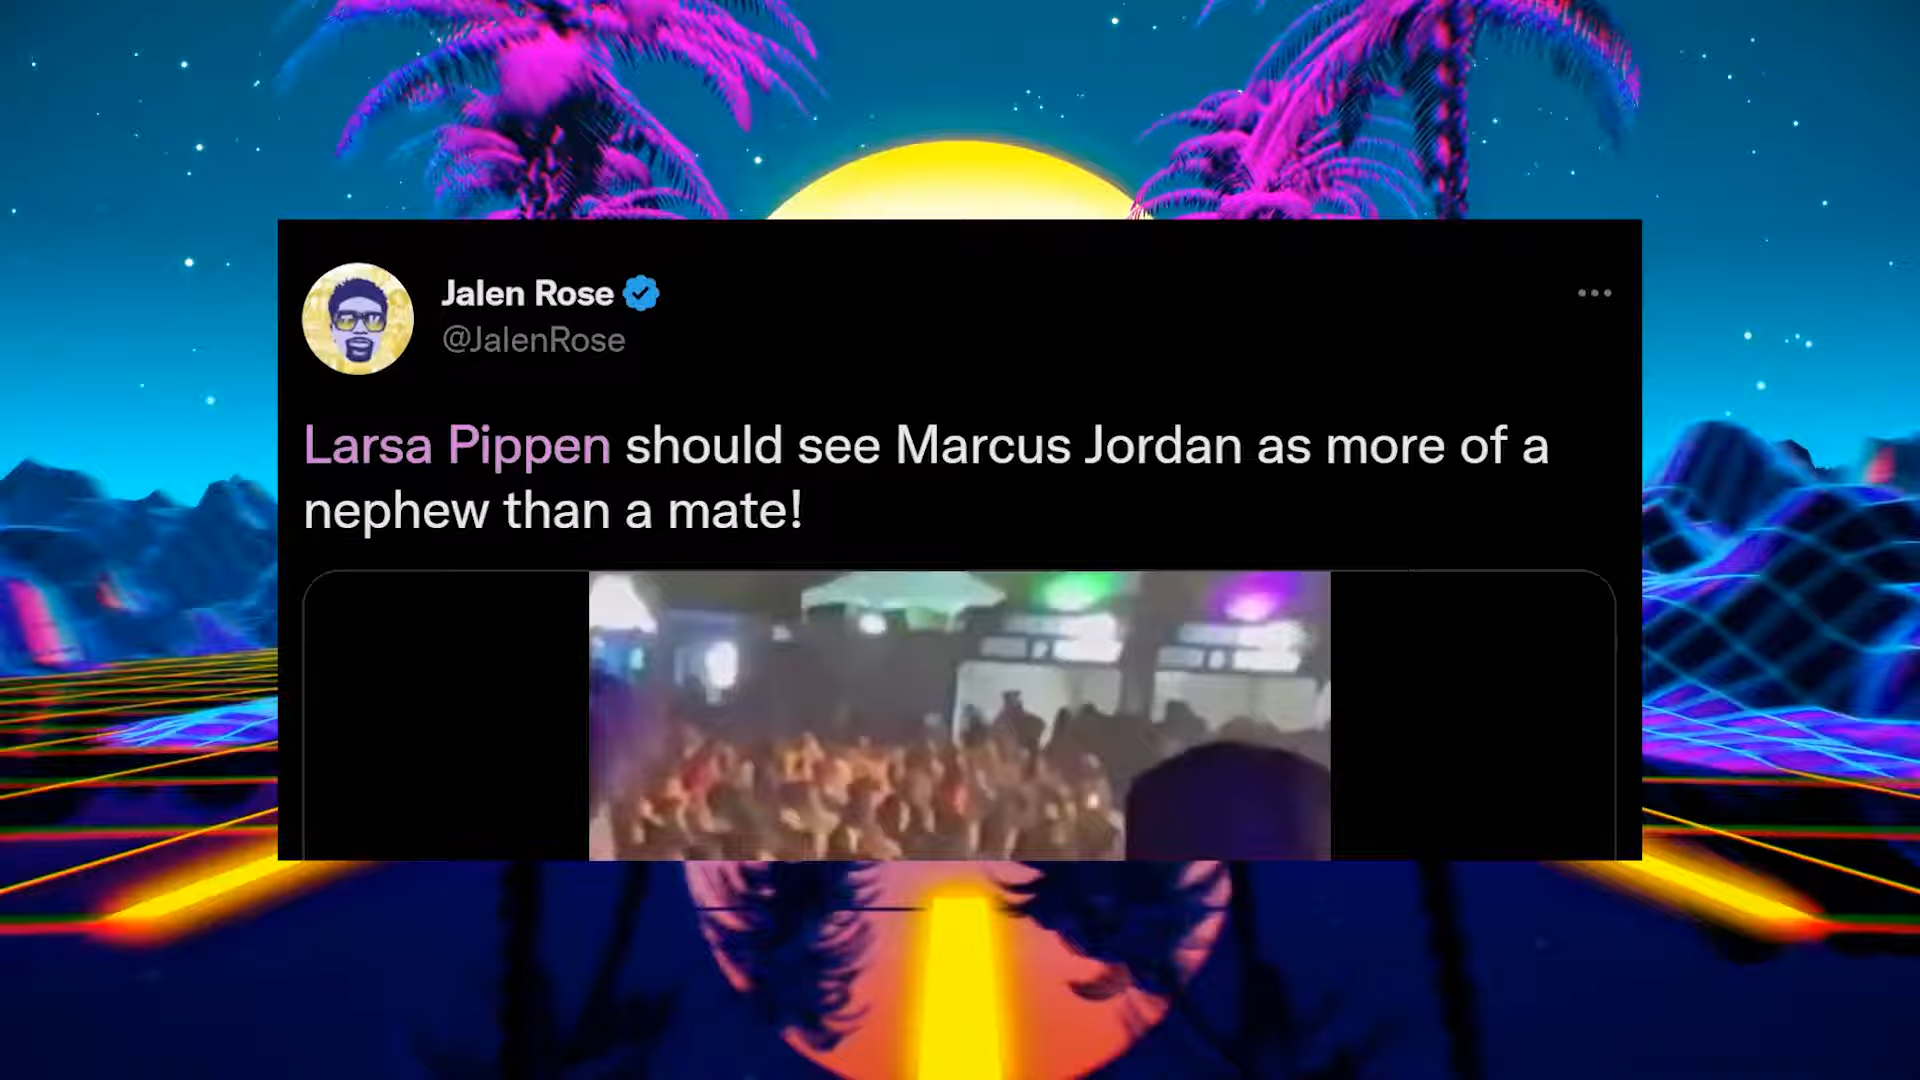 Jalen Rose
@JalenRose
Larsa Pippen should see Marcus Jordan as more of a
nephew than a mate!